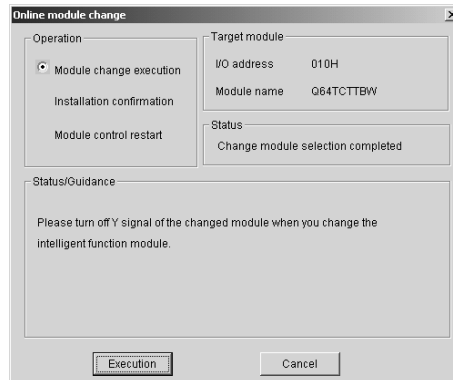 Online module change
Operation
Module change execution
Installation confirmation
Module control restart
Target module
I/O address 010H
Module name Q64TCTTBW
Status
Change module selection completed
Status/Guidance
Please turn off Y signal of the changed module when you change the
intelligent function module.
Execution Cancel